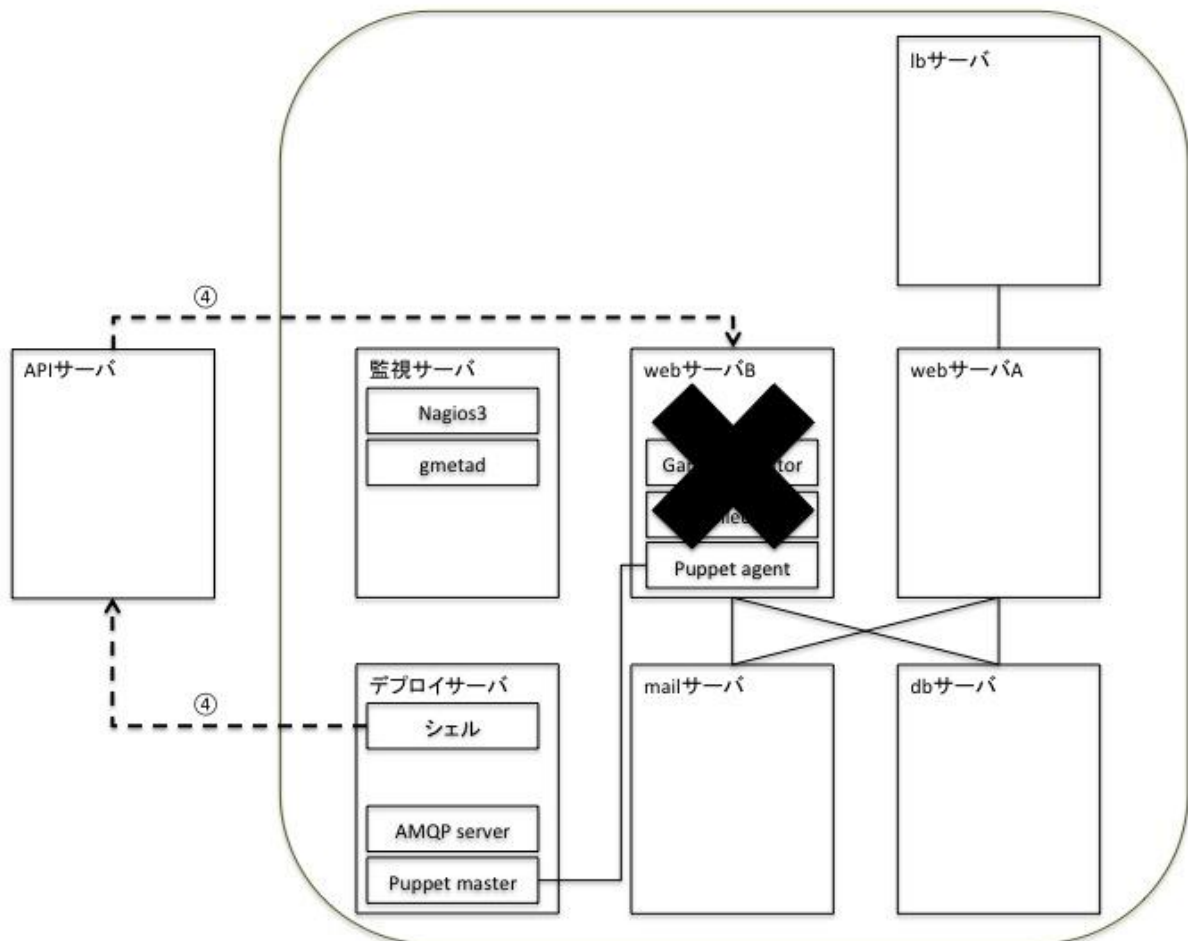 lbサーバ
④
APIサーバ
監視サーバ
Nagios3
gmetad
webサーバB
Puppet agent
webサーバA
④
デプロイサーバ
シェル
AMQP server
Puppet master
mailサーバ
dbサーバ